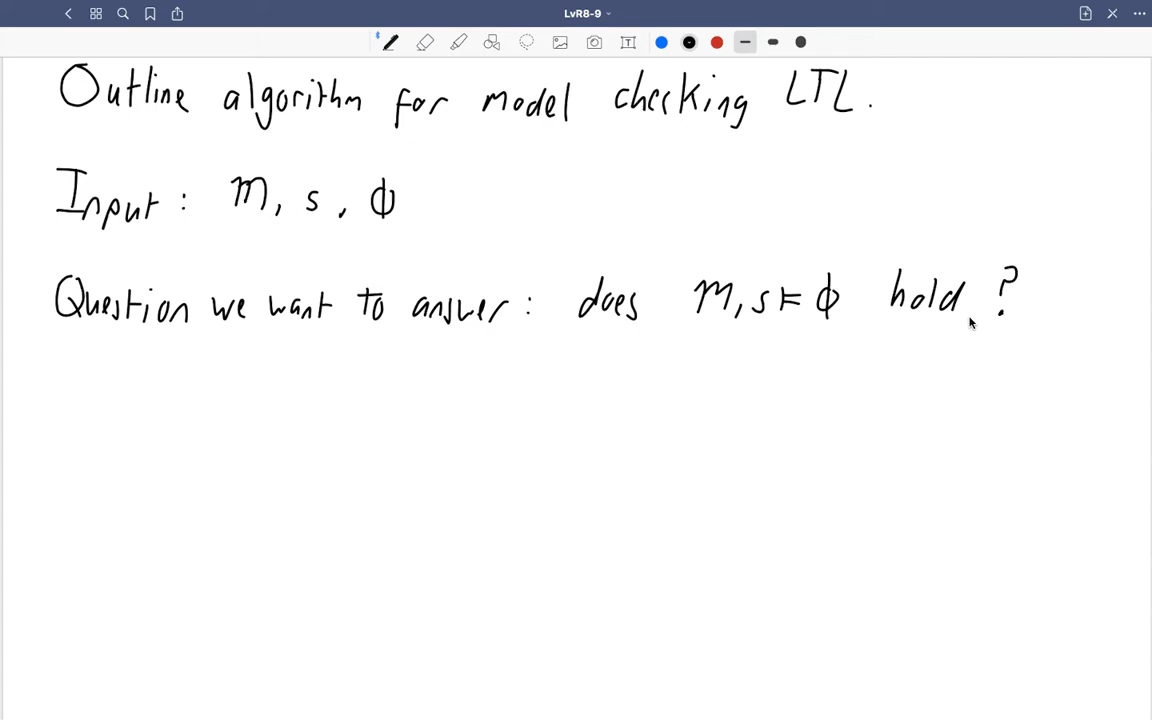 LvR8-9
Outline algorithm for model checking LTL.
Input: M, s, ϕ
Question we want to answer: does M, s ⊨ ϕ hold?